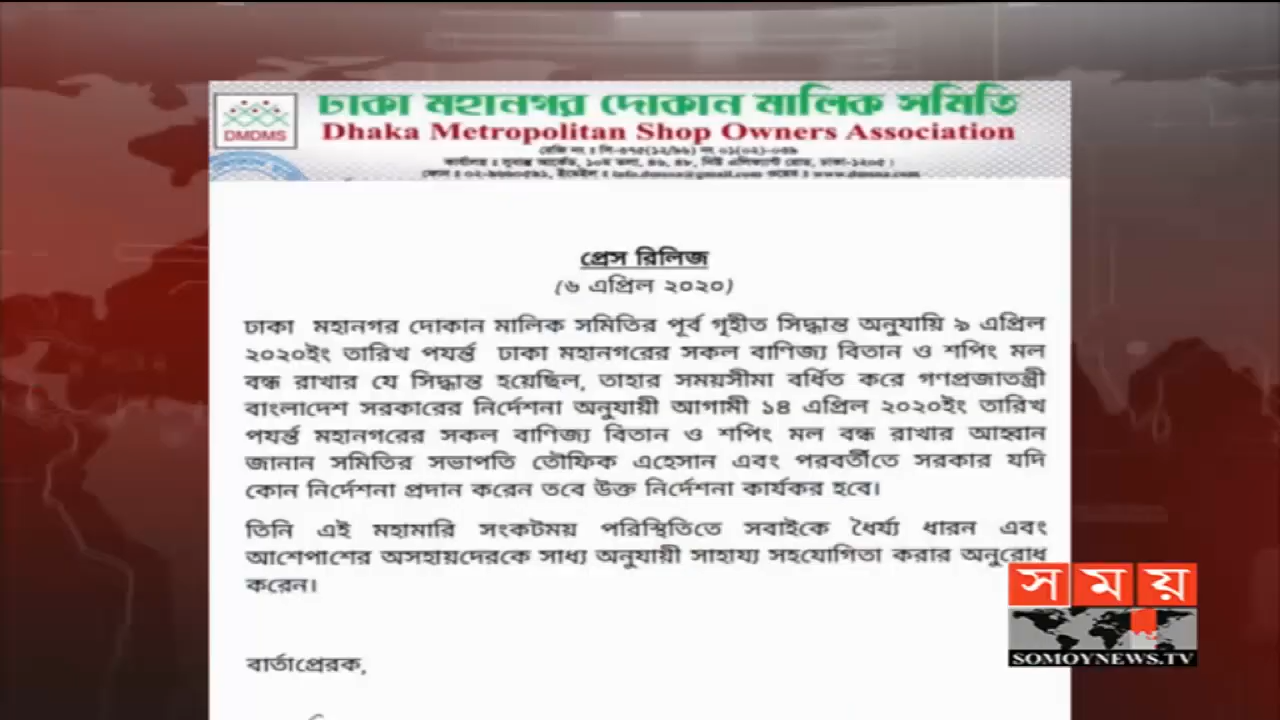 ঢাকা মহানগর দোকান মালিক সমিতি
DMDMS
Dhaka Metropolitan Shop Owners Association
প্রেস রিলিজ
(৬ এপ্রিল ২০২০)
ঢাকা মহানগর দোকান মালিক সমিতির পূর্ব গৃহীত সিদ্ধান্ত অনুযায়ি ৯ এপ্রিল
২০২০ইং তারিখ পযর্ন্ত ঢাকা মহানগরের সকল বাণিজ্য বিতান ও শপিং মল
বন্ধ রাখার যে সিদ্ধান্ত হয়েছিল, তাহার সময়সীমা বর্ধিত করে গণপ্রজাতন্ত্রী
বাংলাদেশ সরকারের নির্দেশনা অনুযায়ী আগামী ১৪ এপ্রিল ২০২০ইং তারিখ
পযর্ন্ত মহানগরের সকল বাণিজ্য বিতান ও শপিং মল বন্ধ রাখার আহ্বান
জানান সমিতির সভাপতি তৌফিক এহেসান এবং পরবর্তীতে সরকার যদি
কোন নির্দেশনা প্রদান করেন তবে উক্ত নির্দেশনা কার্যকর হবে।
তিনি এই মহামারি সংকটময় পরিস্থিতিতে সবাইকে ধৈর্য্য ধারন এবং
আশেপাশের অসহায়দেরকে সাধ্য অনুযায়ী সাহায্য সহযোগিতা করার অনুরোধ
করেন।
বার্তাপ্রেরক,
সময়
SOMOYNEWS.TV